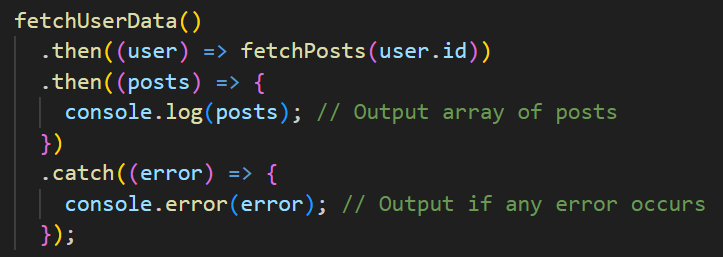 fetchUserData()
  .then((user) => fetchPosts(user.id))
  .then((posts) => {
    console.log(posts); // Output array of posts
  })
  .catch((error) => {
    console.error(error); // Output if any error occurs
  });